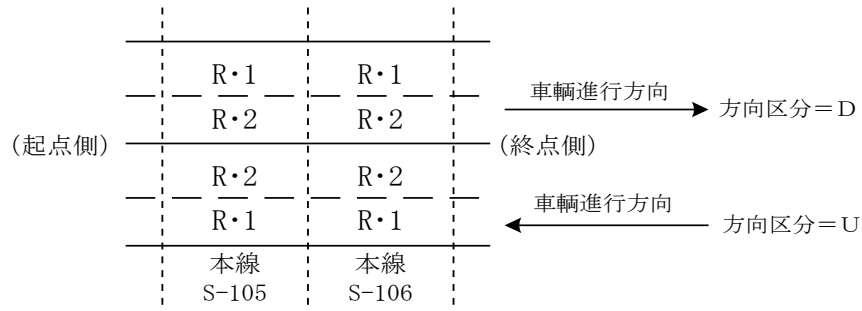 R・1 R・1
車輌進行方向
方向区分＝D
R・2 R・2
(起点側)
(終点側)
R・2 R・2
車輌進行方向
R・1 R・1
方向区分＝U
本線 本線
S-105 S-106